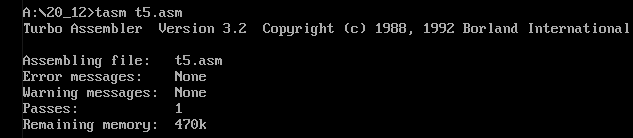 A:\20_12>tasm t5.asm
Turbo Assembler  Version 3.2  Copyright (c) 1988, 1992 Borland International
Assembling file:   t5.asm
Error messages:    None
Warning messages:  None
Passes:            1
Remaining memory:  470k